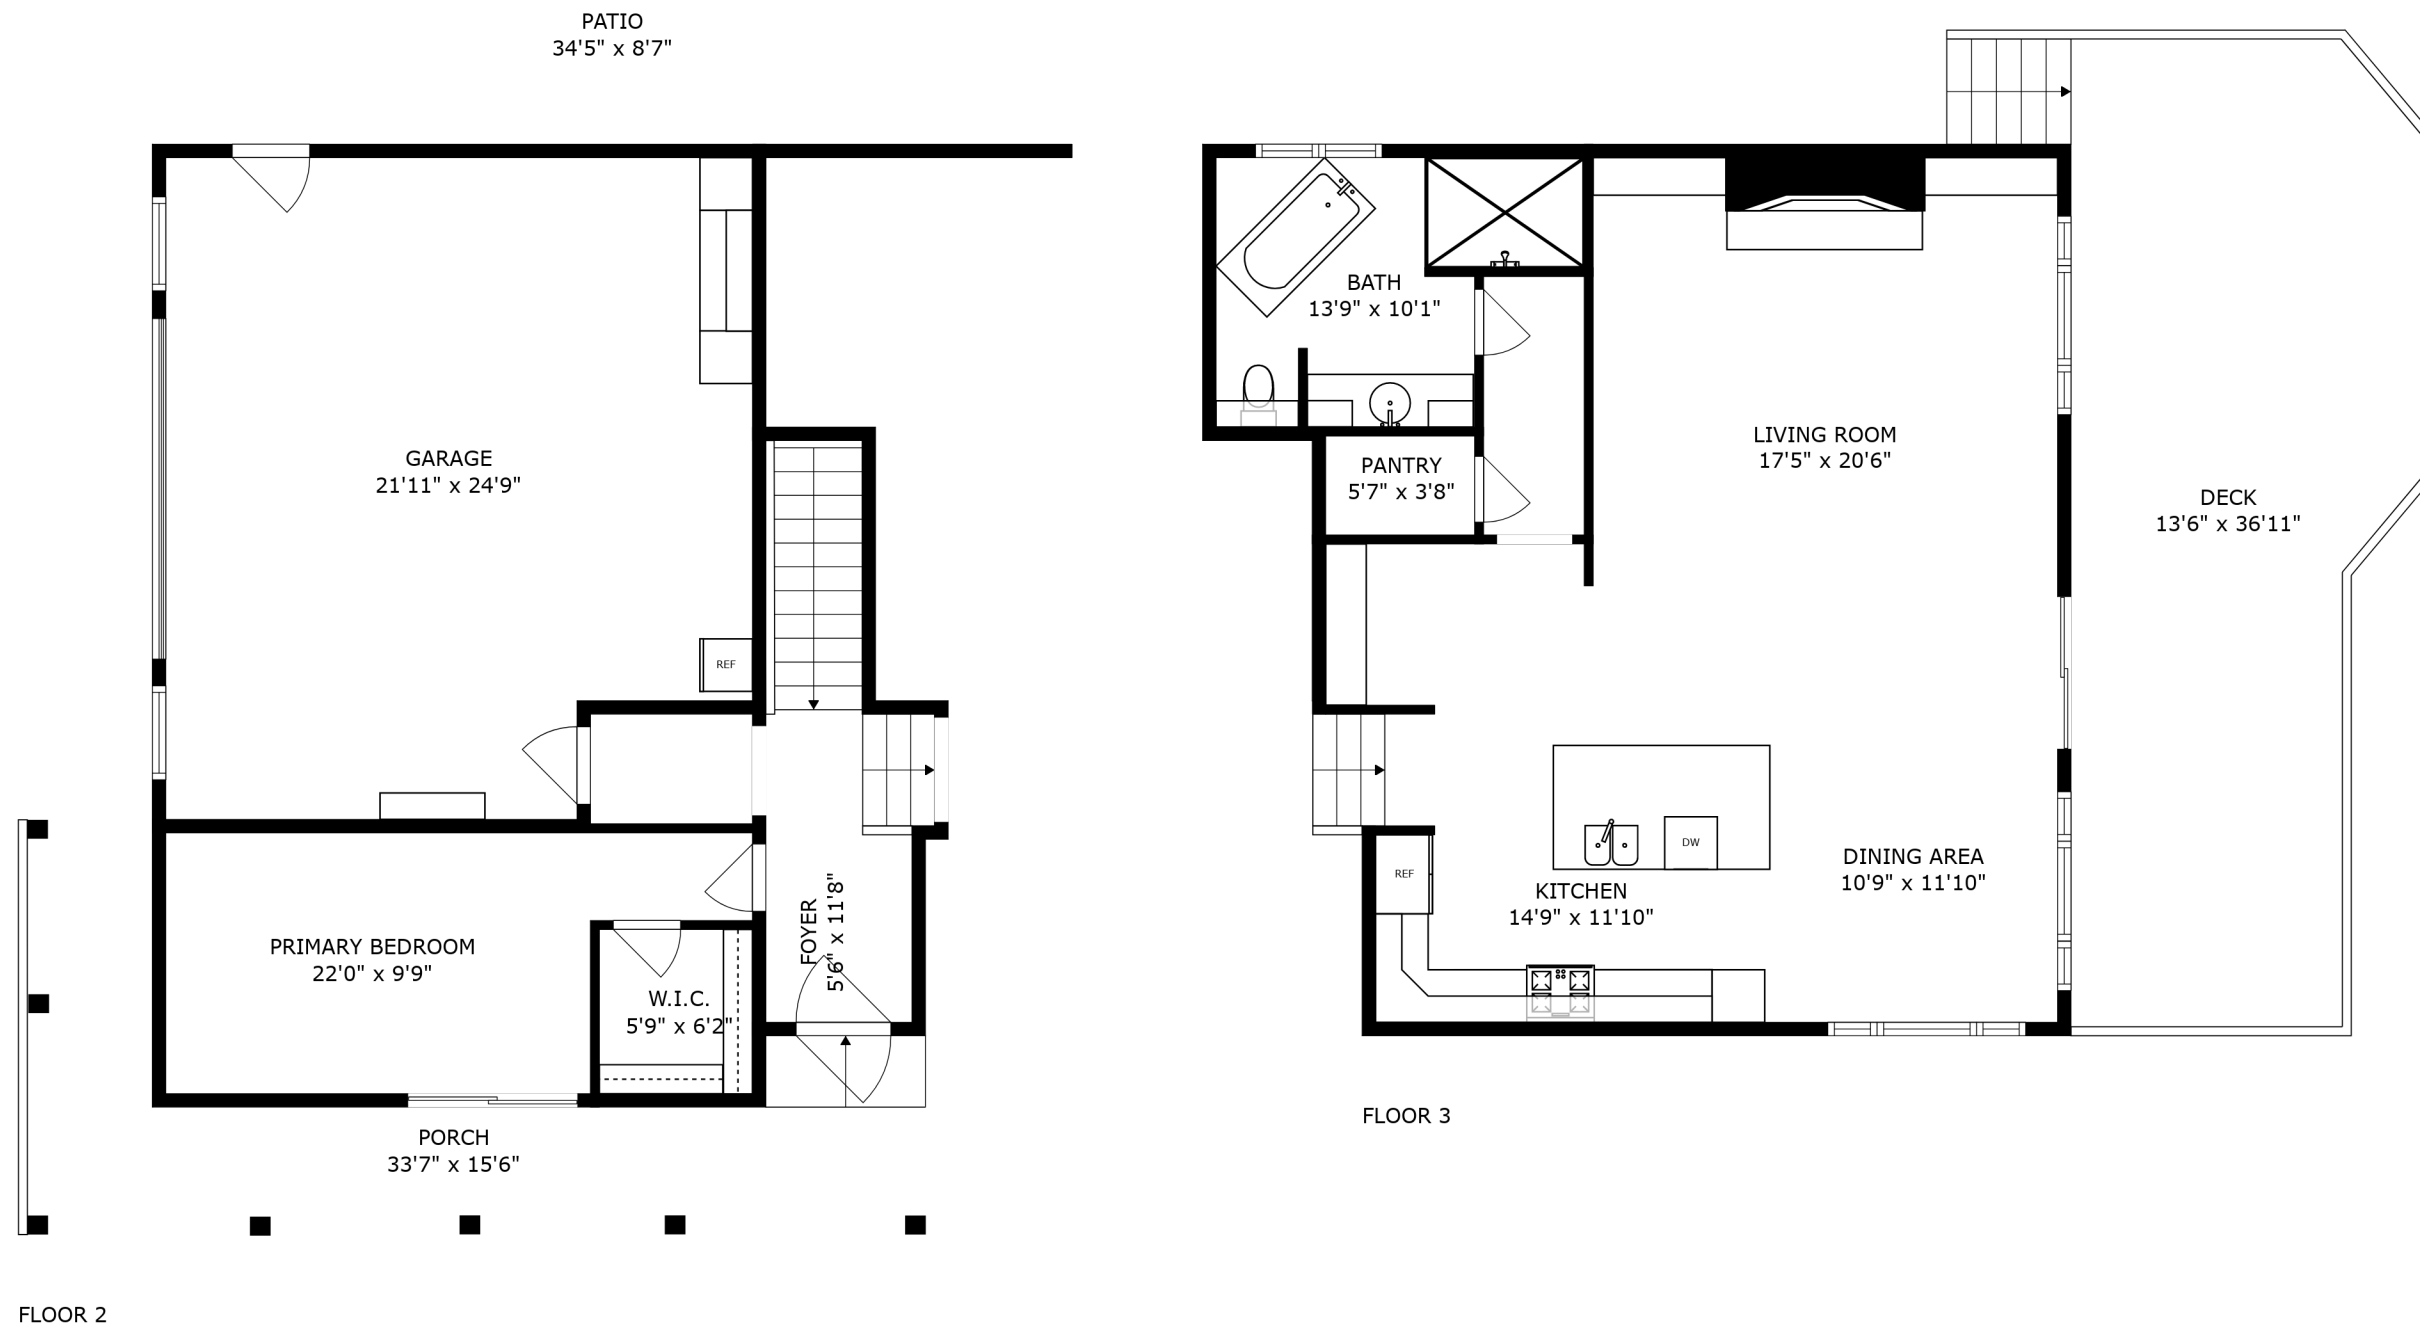 PATIO
34'5" x 8'7"
GARAGE
21'11" x 24'9"
REF
PRIMARY BEDROOM
22'0" x 9'9"
W.I.C.
5'9" x 6'2"
FOYER
5'6" x 11'8"
PORCH
33'7" x 15'6"
FLOOR 2
BATH
13'9" x 10'1"
PANTRY
5'7" x 3'8"
LIVING ROOM
17'5" x 20'6"
DECK
13'6" x 36'11"
DW
REF
KITCHEN
14'9" x 11'10"
DINING AREA
10'9" x 11'10"
FLOOR 3